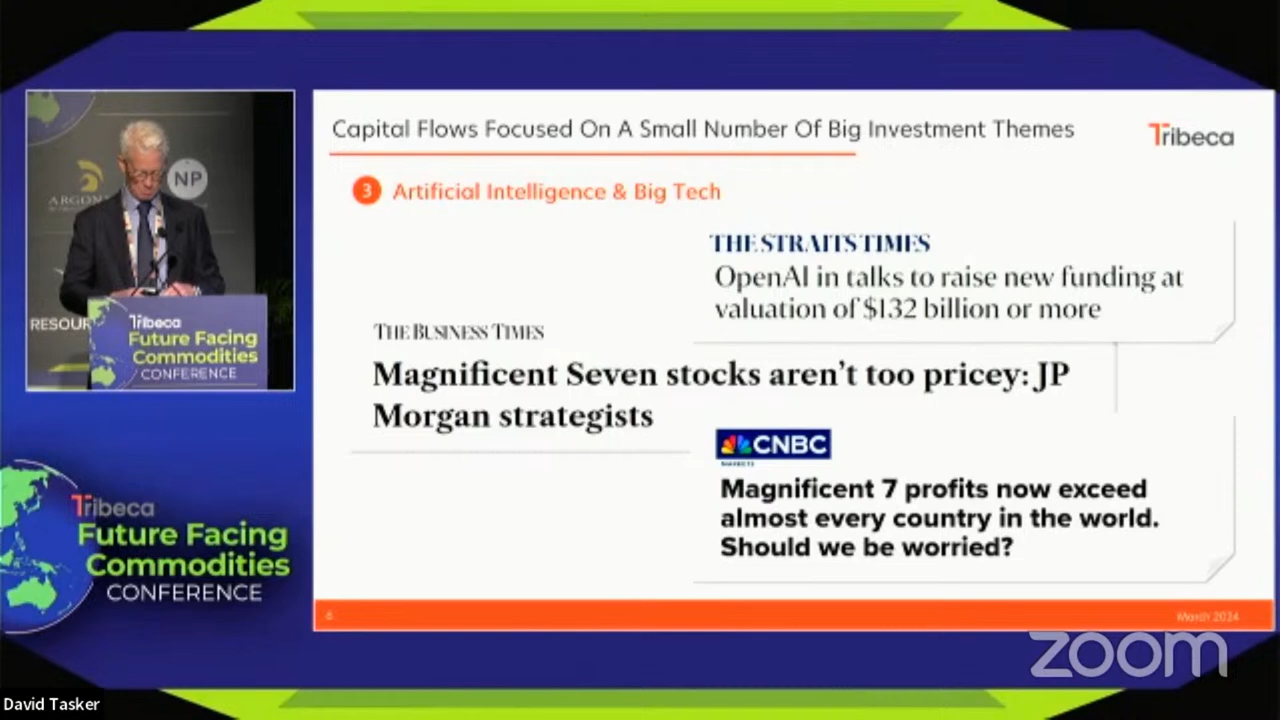 Capital Flows Focused On A Small Number Of Big Investment Themes
Tribeca
3 Artificial Intelligence & Big Tech
THE STRAITS TIMES
OpenAI in talks to raise new funding at
valuation of $132 billion or more
THE BUSINESS TIMES
Magnificent Seven stocks aren't too pricey: JP
Morgan strategists
CNBC
MARKETS
Magnificent 7 profits now exceed
almost every country in the world.
Should we be worried?
6
March 2024
NP
RESOUR
Tribeca
Future Facing
Commodities
CONFERENCE
Tribeca
Future Facing
Commodities
CONFERENCE
zoom
David Tasker